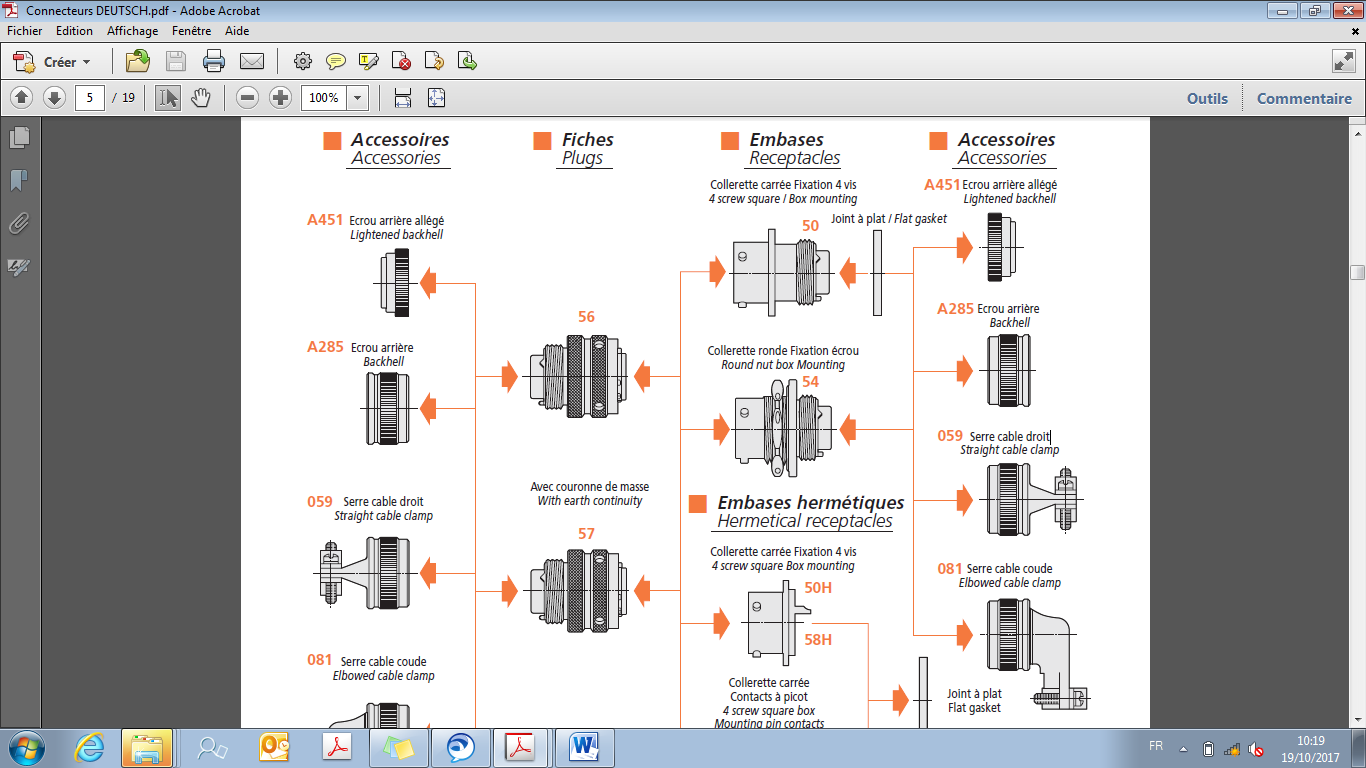 Connecteurs DEUTSCH.pdf - Adobe Acrobat
Fichier Edition Affichage Fenêtre Aide
Créer
5 / 19 100% Outils Commentaire
Accessoires
Accessories
A451 Ecrou arrière allégé
Lightened backhell
A285 Ecrou arrière
Backhell
059 Serre cable droit
Straight cable clamp
081 Serre cable coude
Elbowed cable clamp
Fiches
Plugs
56
Avec couronne de masse
With earth continuity
57
Embases
Receptacles
Collerette carrée Fixation 4 vis
4 screw square / Box mounting
50
Joint à plat / Flat gasket
Collerette ronde Fixation écrou
Round nut box Mounting
54
Embases hermétiques
Hermetical receptacles
Collerette carrée Fixation 4 vis
4 screw square Box mounting
50H
58H
Collerette carrée
Contacts à picot
4 screw square box
Mounting pin contacts
Accessoires
Accessories
A451 Ecrou arrière allégé
Lightened backhell
A285 Ecrou arrière
Backhell
059 Serre cable droit
Straight cable clamp
081 Serre cable coude
Elbowed cable clamp
Joint à plat
Flat gasket
FR
10:19
19/10/2017